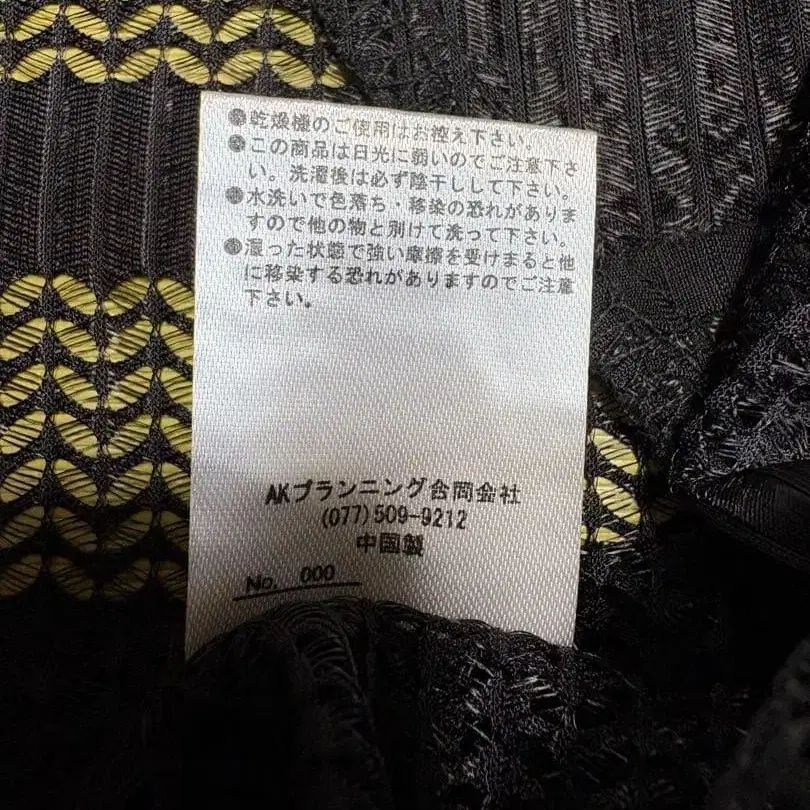 ●乾燥機のご使用はお控え下さい。
●この商品は日光に弱いのでご注意下さ
い。洗濯後は必ず陰干しして下さい。
●水洗いで色落ち・移染の恐れがありま
すので他の物と別けて洗って下さい。
●湿った状態で強い摩擦を受けまると他
に移染する恐れがありますのでご注意
下さい。
AKプランニング合同会社
(077)509-9212
中国製
No. 000